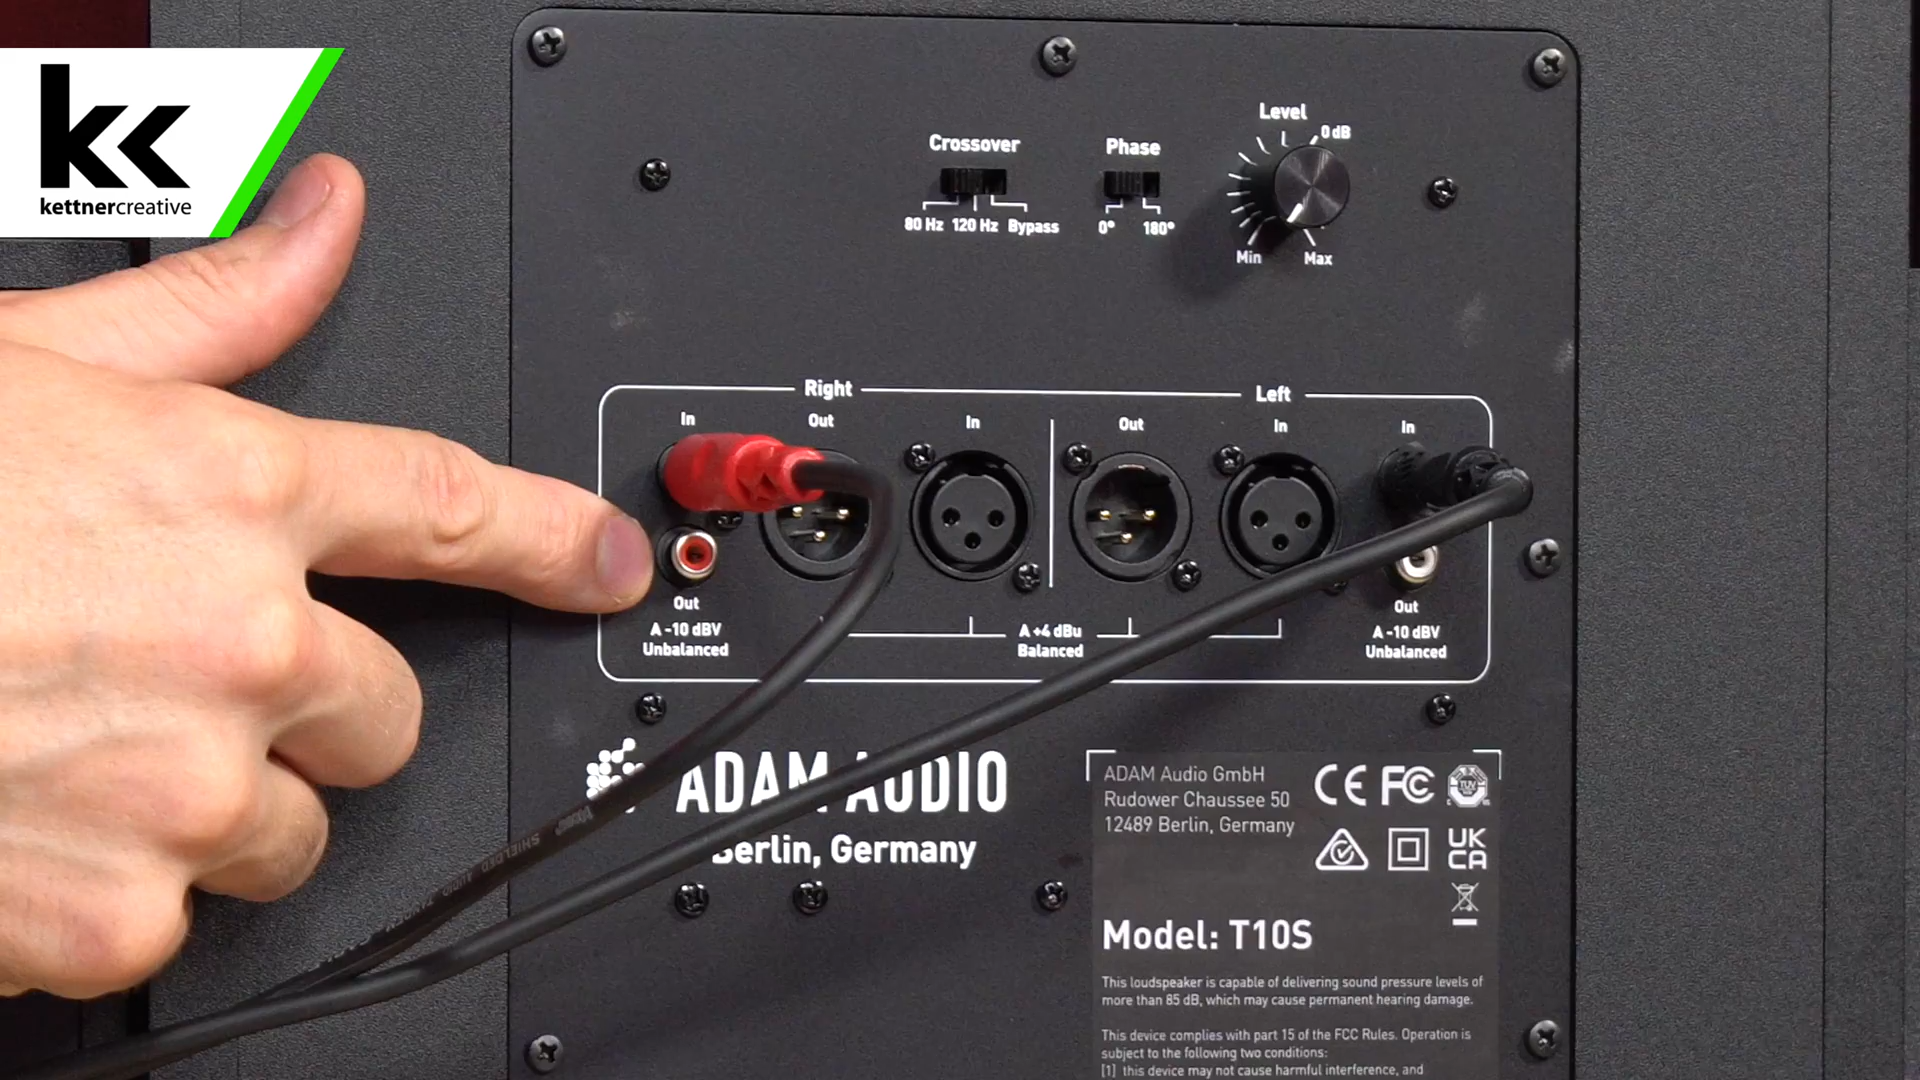 kettnercreative
Level
0 dB
Crossover
Phase
80 Hz 120 Hz Bypass
0° 180°
Min
Max
Right
Left
In
Out
In
Out
In
In
Out
A -10 dBV
Unbalanced
A +4 dBu
Balanced
Out
A -10 dBV
Unbalanced
ADAM AUDIO
Berlin, Germany
SHIELDED AUDIO
ADAM Audio GmbH
Rudower Chaussee 50
12489 Berlin, Germany
CE FC
TÜV
UK
CA
Model: T10S
This loudspeaker is capable of delivering sound pressure levels of
more than 85 dB, which may cause permanent hearing damage.
This device complies with part 15 of the FCC Rules. Operation is
subject to the following two conditions:
[1] this device may not cause harmful interference, and